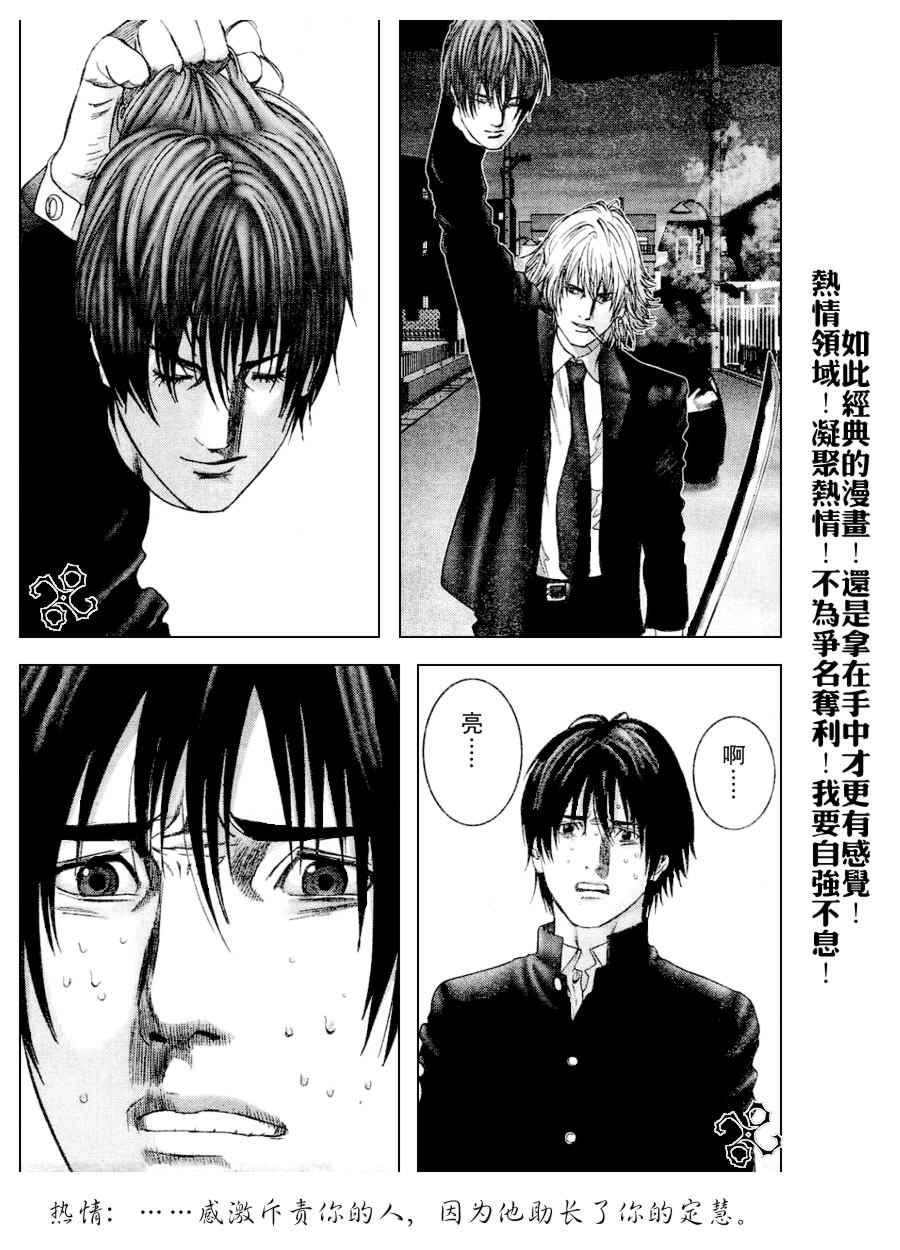 啊……
亮……
如此經典的漫畫！還是拿在手中才更有感覺！
熱情領域！凝聚熱情！不為爭名奪利！我要自強不息！
热情：……感激斥责你的人，因为他助长了你的定慧。